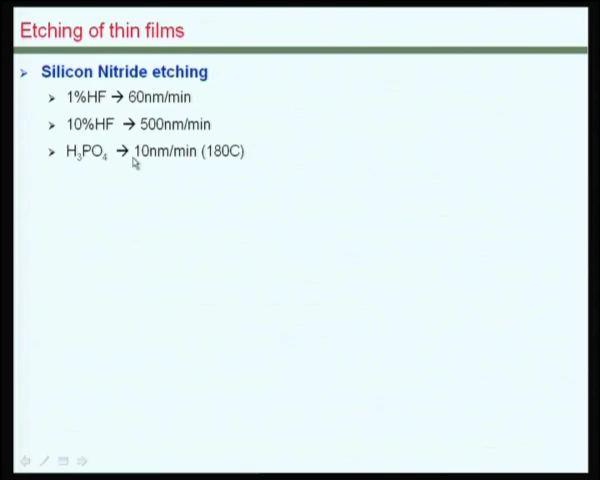 Etching of thin films
Silicon Nitride etching
1%HF → 60nm/min
10%HF → 500nm/min
H₃PO₄ → 10nm/min (180C)